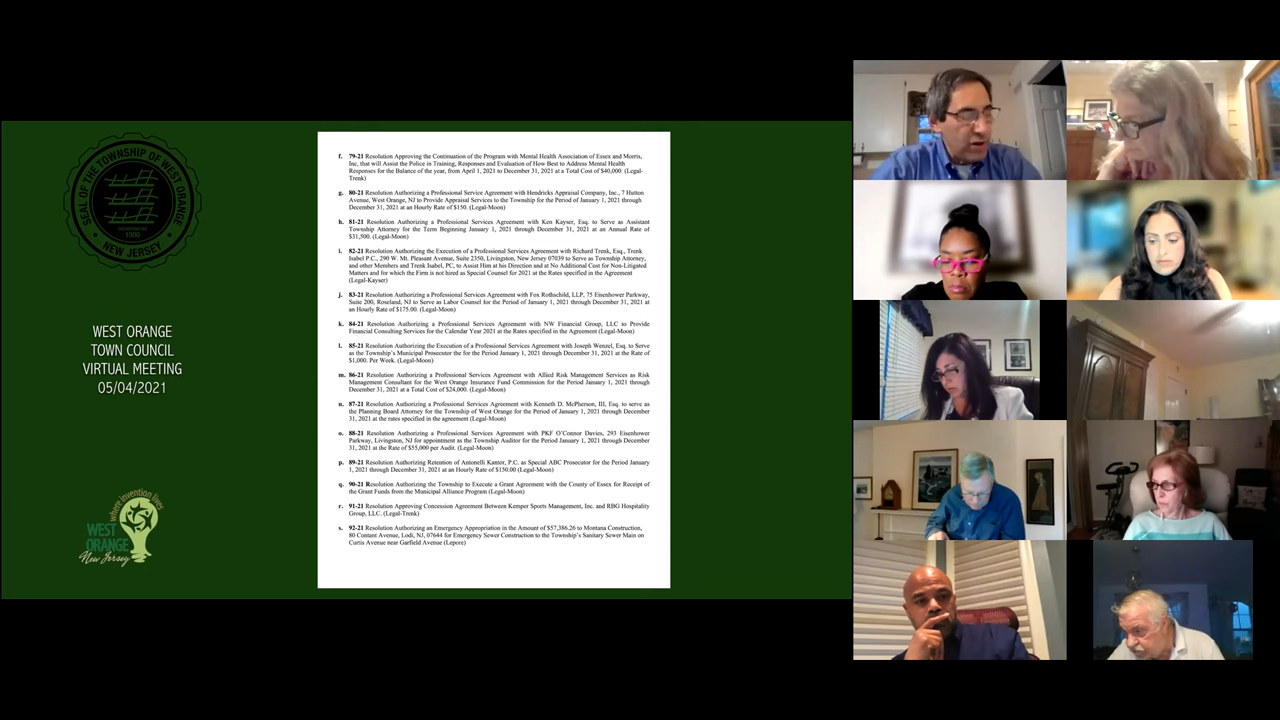 SEAL OF THE TOWNSHIP OF WEST ORANGE
INCORPORATED
1900
NEW JERSEY
WEST ORANGE
TOWN COUNCIL
VIRTUAL MEETING
05/04/2021
where invention lives
WEST
ORANGE
New Jersey
f. 79-21 Resolution Approving the Continuation of the Program with Mental Health Association of Essex and Morris,
Inc, that will Assist the Police in Training, Responses and Evaluation of How Best to Address Mental Health
Responses for the Balance of the year, from April 1, 2021 to December 31, 2021 at a Total Cost of $40,000. (Legal-
Trenk)
g. 80-21 Resolution Authorizing a Professional Service Agreement with Hendricks Appraisal Company, Inc., 7 Hutton
Avenue, West Orange, NJ to Provide Appraisal Services to the Township for the Period of January 1, 2021 through
December 31, 2021 at an Hourly Rate of $150. (Legal-Moon)
h. 81-21 Resolution Authorizing a Professional Services Agreement with Ken Kayser, Esq. to Serve as Assistant
Township Attorney for the Term Beginning January 1, 2021 through December 31, 2021 at an Annual Rate of
$31,500. (Legal-Moon)
i. 82-21 Resolution Authorizing the Execution of a Professional Services Agreement with Richard Trenk, Esq., Trenk
Isabel P.C., 290 W. Mt. Pleasant Avenue, Suite 2350, Livingston, New Jersey 07039 to Serve as Township Attorney,
and other Members and Trenk Isabel, PC, to Assist Him at his Direction and at No Additional Cost for Non-Litigated
Matters and for which the Firm is not hired as Special Counsel for 2021 at the Rates specified in the Agreement
(Legal-Kayser)
j. 83-21 Resolution Authorizing a Professional Services Agreement with Fox Rothschild, LLP, 75 Eisenhower Parkway,
Suite 200, Roseland, NJ to Serve as Labor Counsel for the Period of January 1, 2021 through December 31, 2021 at
an Hourly Rate of $175.00. (Legal-Moon)
k. 84-21 Resolution Authorizing a Professional Services Agreement with NW Financial Group, LLC to Provide
Financial Consulting Services for the Calendar Year 2021 at the Rates specified in the Agreement (Legal-Moon)
l. 85-21 Resolution Authorizing the Execution of a Professional Services Agreement with Joseph Wenzel, Esq. to Serve
as the Township's Municipal Prosecutor the for the Period January 1, 2021 through December 31, 2021 at the Rate of
$1,000. Per Week. (Legal-Moon)
m. 86-21 Resolution Authorizing a Professional Services Agreement with Allied Risk Management Services as Risk
Management Consultant for the West Orange Insurance Fund Commission for the Period January 1, 2021 through
December 31, 2021 at a Total Cost of $24,000. (Legal-Moon)
n. 87-21 Resolution Authorizing a Professional Services Agreement with Kenneth D. McPherson, III, Esq. to serve as
the Planning Board Attorney for the Township of West Orange for the Period of January 1, 2021 through December
31, 2021 at the rates specified in the agreement (Legal-Moon)
o. 88-21 Resolution Authorizing a Professional Services Agreement with PKF O'Connor Davies, 293 Eisenhower
Parkway, Livingston, NJ for appointment as the Township Auditor for the Period January 1, 2021 through December
31, 2021 at the Rate of $55,000 per Audit. (Legal-Moon)
p. 89-21 Resolution Authorizing Retention of Antonelli Kantor, P.C. as Special ABC Prosecutor for the Period January
1, 2021 through December 31, 2021 at an Hourly Rate of $150.00 (Legal-Moon)
q. 90-21 Resolution Authorizing the Township to Execute a Grant Agreement with the County of Essex for Receipt of
the Grant Funds from the Municipal Alliance Program (Legal-Moon)
r. 91-21 Resolution Approving Concession Agreement Between Kemper Sports Management, Inc. and RBG Hospitality
Group, LLC. (Legal-Trenk)
s. 92-21 Resolution Authorizing an Emergency Appropriation in the Amount of $57,386.26 to Montana Construction,
80 Contant Avenue, Lodi, NJ, 07644 for Emergency Sewer Construction to the Township's Sanitary Sewer Main on
Curtis Avenue near Garfield Avenue (Lepore)